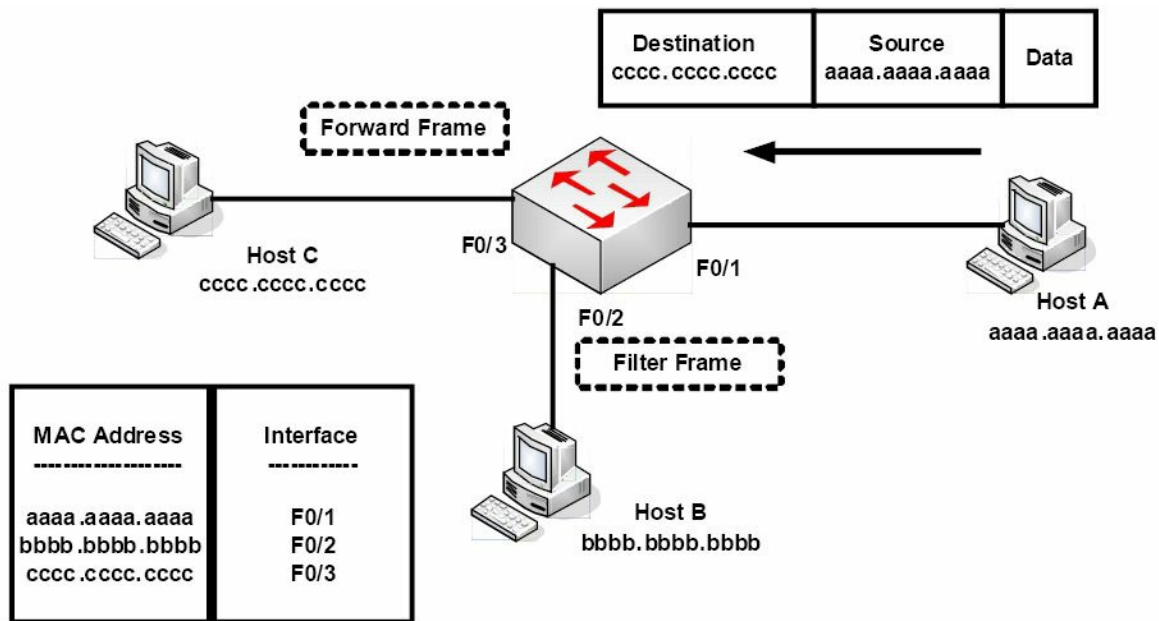 Destination
cccc.cccc.cccc
Source
aaaa.aaaa.aaaa
Data
Forward Frame
Host C
cccc.cccc.cccc
F0/3
F0/1
F0/2
Host A
aaaa.aaaa.aaaa
Filter Frame
Host B
bbbb.bbbb.bbbb
MAC Address
--------------------
aaaa.aaaa.aaaa
bbbb.bbbb.bbbb
cccc.cccc.cccc
Interface
------------
F0/1
F0/2
F0/3